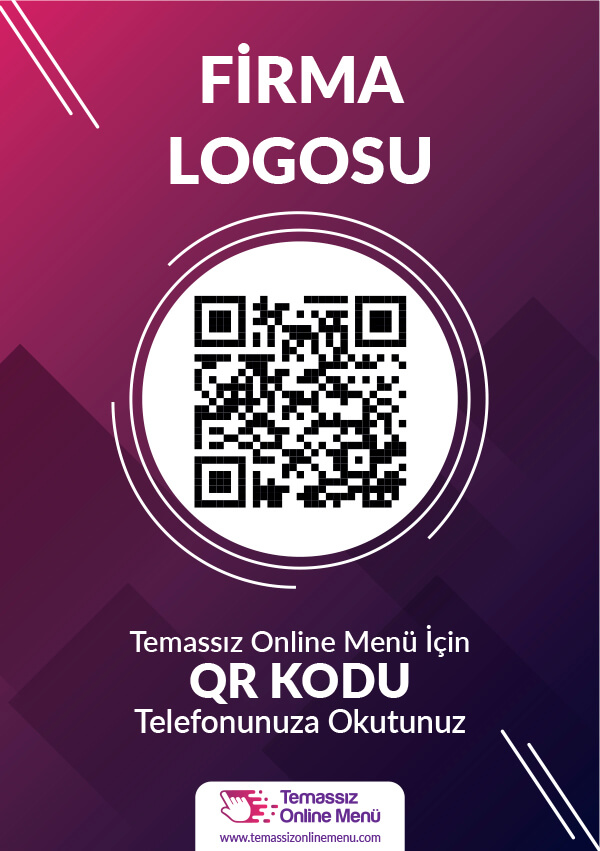 FİRMA
LOGOSU
Temassız Online Menü İçin
QR KODU
Telefonunuza Okutunuz
Temassız
Online Menü
www.temassizonlinemenu.com